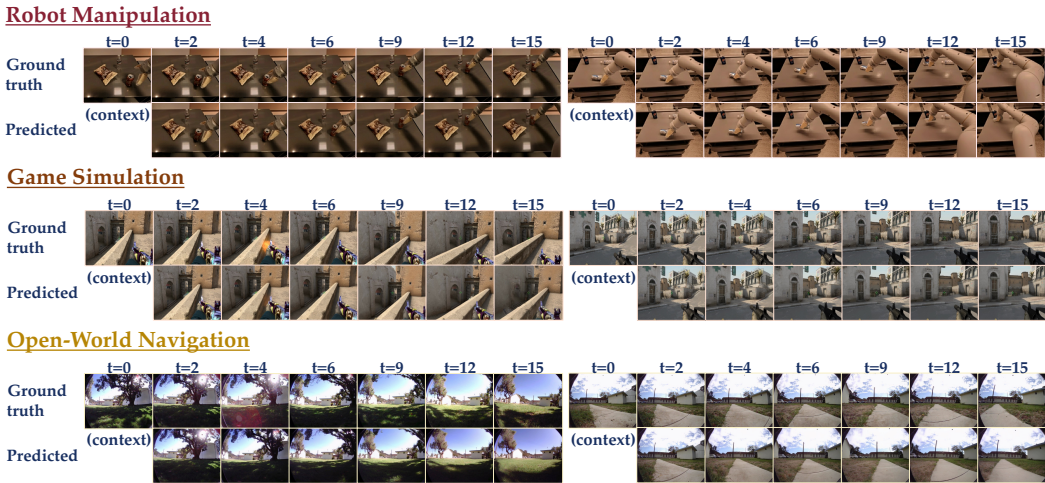 Robot Manipulation
t=0 t=2 t=4 t=6 t=9 t=12 t=15 t=0 t=2 t=4 t=6 t=9 t=12 t=15
Ground
truth
(context) (context)
Predicted
Game Simulation
t=0 t=2 t=4 t=6 t=9 t=12 t=15 t=0 t=2 t=4 t=6 t=9 t=12 t=15
Ground
truth
(context) (context)
Predicted
Open-World Navigation
t=0 t=2 t=4 t=6 t=9 t=12 t=15 t=0 t=2 t=4 t=6 t=9 t=12 t=15
Ground
truth
(context) (context)
Predicted